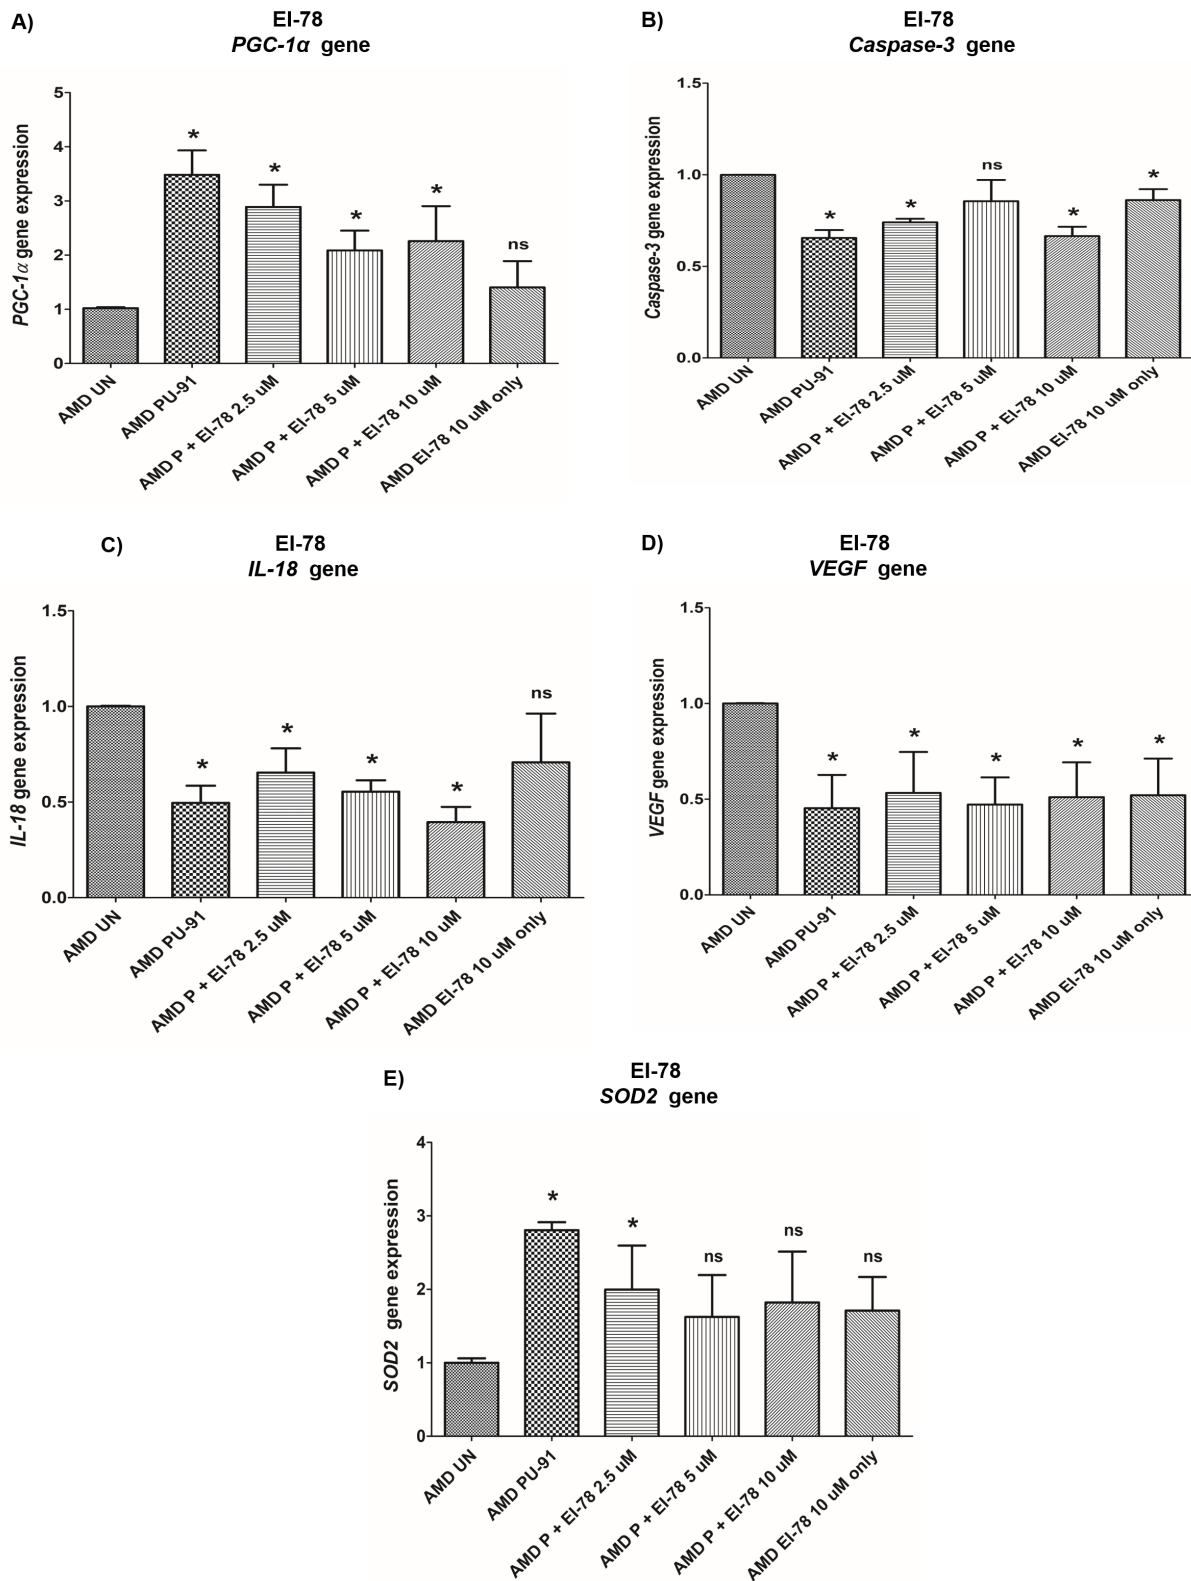 A)
EI-78
PGC-1α gene
PGC-1α gene expression
5
4
3
2
1
0
*
*
*
*
ns
AMD UN
AMD PU-91
AMD P + EI-78 2.5 uM
AMD P + EI-78 5 uM
AMD P + EI-78 10 uM
AMD EI-78 10 uM only
B)
EI-78
Caspase-3 gene
Caspase-3 gene expression
1.5
1.0
0.5
0.0
*
*
ns
*
*
AMD UN
AMD PU-91
AMD P + EI-78 2.5 uM
AMD P + EI-78 5 uM
AMD P + EI-78 10 uM
AMD EI-78 10 uM only
C)
EI-78
IL-18 gene
IL-18 gene expression
1.5
1.0
0.5
0.0
*
*
*
*
ns
AMD UN
AMD PU-91
AMD P + EI-78 2.5 uM
AMD P + EI-78 5 uM
AMD P + EI-78 10 uM
AMD EI-78 10 uM only
D)
EI-78
VEGF gene
VEGF gene expression
1.5
1.0
0.5
0.0
*
*
*
*
*
AMD UN
AMD PU-91
AMD P + EI-78 2.5 uM
AMD P + EI-78 5 uM
AMD P + EI-78 10 uM
AMD EI-78 10 uM only
E)
EI-78
SOD2 gene
SOD2 gene expression
4
3
2
1
0
*
*
ns
ns
ns
AMD UN
AMD PU-91
AMD P + EI-78 2.5 uM
AMD P + EI-78 5 uM
AMD P + EI-78 10 uM
AMD EI-78 10 uM only